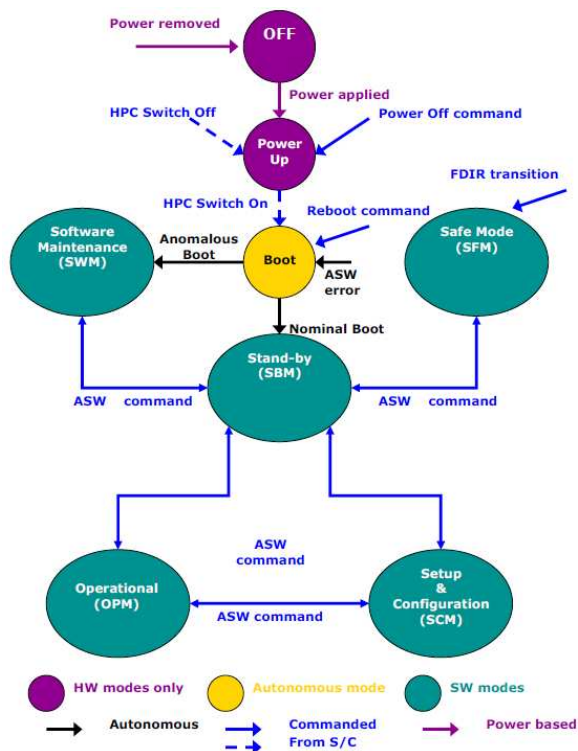 OFF
Power removed
Power applied
HPC Switch Off
Power Off command
Power
Up
FDIR transition
HPC Switch On
Reboot command
Software
Maintenance
(SWM)
Anomalous
Boot
Boot
ASW
error
Safe Mode
(SFM)
Nominal Boot
Stand-by
(SBM)
ASW command
ASW command
ASW
command
Operational
(OPM)
ASW command
Setup
&
Configuration
(SCM)
HW modes only
Autonomous mode
SW modes
Autonomous
Commanded
From S/C
Power based